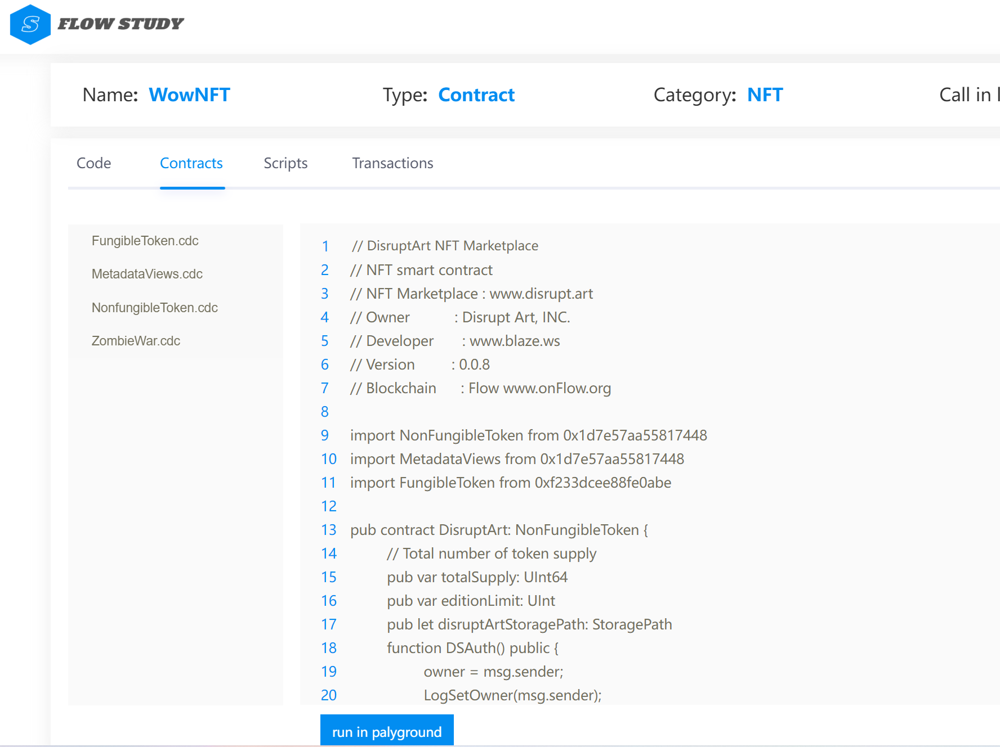 S FLOW STUDY
Name: WowNFT Type: Contract Category: NFT Call in
Code Contracts Scripts Transactions
FungibleToken.cdc
MetadataViews.cdc
NonfungibleToken.cdc
ZombieWar.cdc
1 // DisruptArt NFT Marketplace
2 // NFT smart contract
3 // NFT Marketplace : www.disrupt.art
4 // Owner : Disrupt Art, INC.
5 // Developer : www.blaze.ws
6 // Version : 0.0.8
7 // Blockchain : Flow www.onFlow.org
8
9 import NonFungibleToken from 0x1d7e57aa55817448
10 import MetadataViews from 0x1d7e57aa55817448
11 import FungibleToken from 0xf233dcee88fe0abe
12
13 pub contract DisruptArt: NonFungibleToken {
14 // Total number of token supply
15 pub var totalSupply: UInt64
16 pub var editionLimit: UInt
17 pub let disruptArtStoragePath: StoragePath
18 function DSAuth() public {
19 owner = msg.sender;
20 LogSetOwner(msg.sender);
run in palyground